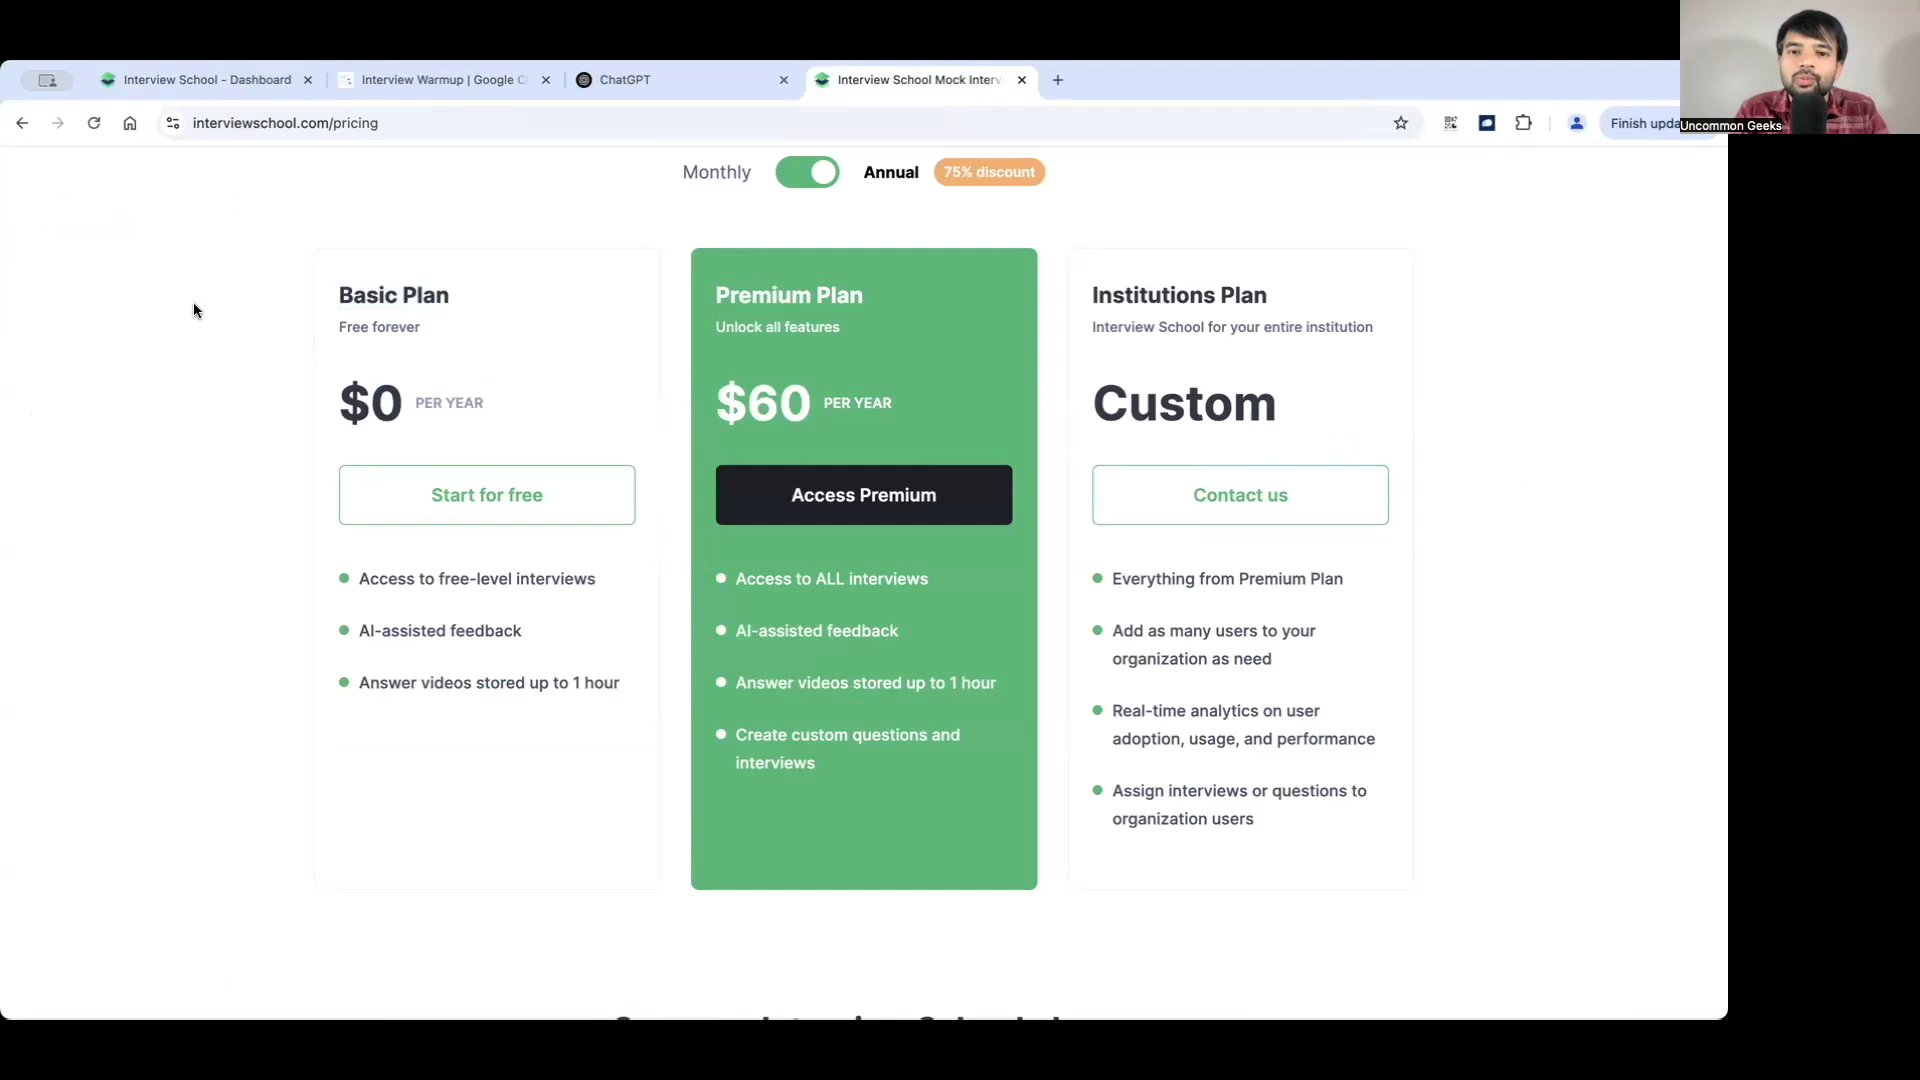 Interview School - Dashboard
Interview Warmup | Google C
ChatGPT
Interview School Mock Interv
interviewschool.com/pricing
Finish upda
Uncommon Geeks
Monthly
Annual
75% discount
Basic Plan
Free forever
$0 PER YEAR
Start for free
Access to free-level interviews
AI-assisted feedback
Answer videos stored up to 1 hour
Premium Plan
Unlock all features
$60 PER YEAR
Access Premium
Access to ALL interviews
AI-assisted feedback
Answer videos stored up to 1 hour
Create custom questions and
interviews
Institutions Plan
Interview School for your entire institution
Custom
Contact us
Everything from Premium Plan
Add as many users to your
organization as need
Real-time analytics on user
adoption, usage, and performance
Assign interviews or questions to
organization users